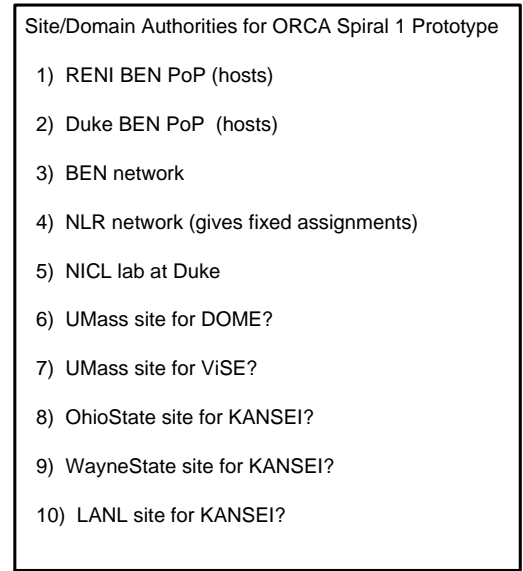 Site/Domain Authorities for ORCA Spiral 1 Prototype
1) RENI BEN PoP (hosts)
2) Duke BEN PoP (hosts)
3) BEN network
4) NLR network (gives fixed assignments)
5) NICL lab at Duke
6) UMass site for DOME?
7) UMass site for ViSE?
8) OhioState site for KANSEI?
9) WayneState site for KANSEI?
10) LANL site for KANSEI?